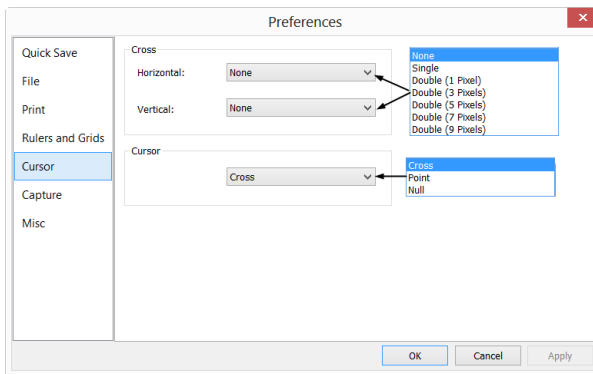 Preferences
Quick Save
File
Print
Rulers and Grids
Cursor
Capture
Misc
Cross
Horizontal: None
Vertical: None
None
Single
Double (1 Pixel)
Double (3 Pixels)
Double (5 Pixels)
Double (7 Pixels)
Double (9 Pixels)
Cursor
Cross
Cross
Point
Null
OK Cancel Apply